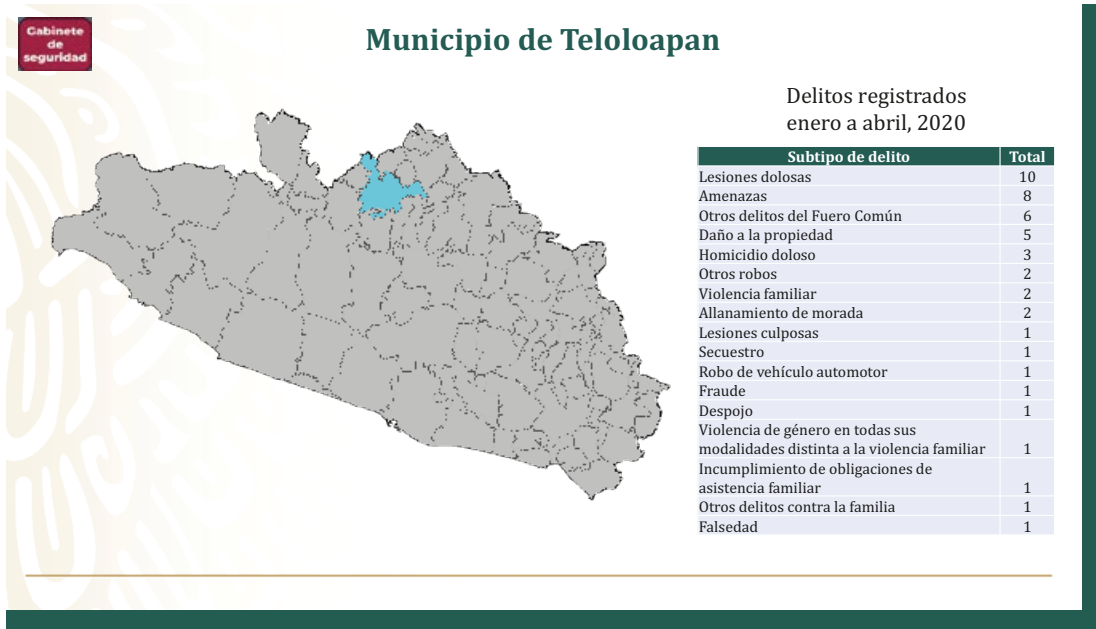 Gabinete
de
seguridad
Municipio de Teloloapan
Delitos registrados
enero a abril, 2020
Subtipo de delito Total
Lesiones dolosas 10
Amenazas 8
Otros delitos del Fuero Común 6
Daño a la propiedad 5
Homicidio doloso 3
Otros robos 2
Violencia familiar 2
Allanamiento de morada 2
Lesiones culposas 1
Secuestro 1
Robo de vehículo automotor 1
Fraude 1
Despojo 1
Violencia de género en todas sus
modalidades distinta a la violencia familiar 1
Incumplimiento de obligaciones de
asistencia familiar 1
Otros delitos contra la familia 1
Falsedad 1